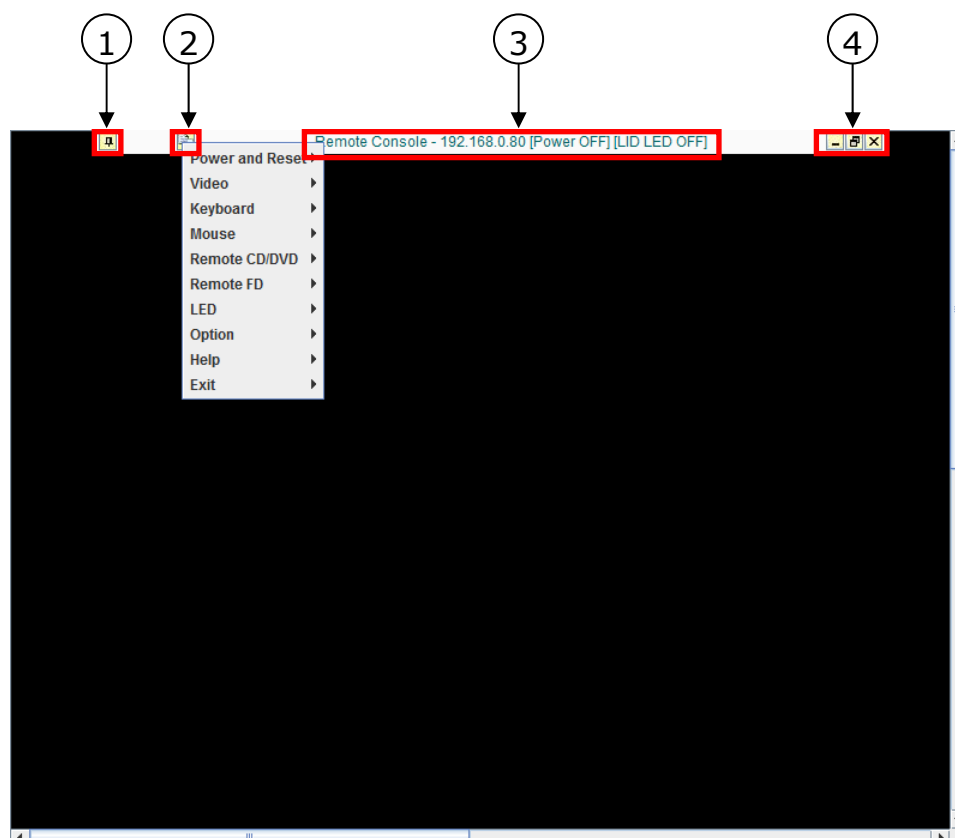 1 2 3 4
Remote Console - 192.168.0.80 [Power OFF] [LID LED OFF]
Power and Reset
Video
Keyboard
Mouse
Remote CD/DVD
Remote FD
LED
Option
Help
Exit